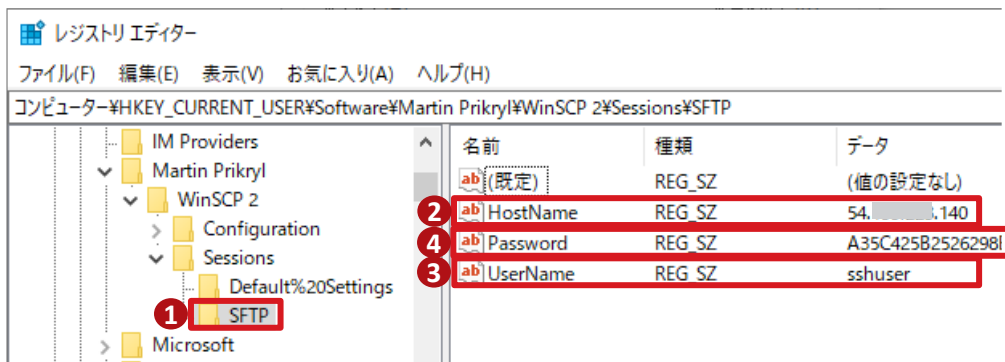 レジストリ エディター
ファイル(F) 編集(E) 表示(V) お気に入り(A) ヘルプ(H)
コンピューター¥HKEY_CURRENT_USER¥Software¥Martin Prikryl¥WinSCP 2¥Sessions¥SFTP
IM Providers
Martin Prikryl
WinSCP 2
Configuration
Sessions
Default%20Settings
1 SFTP
Microsoft
名前 種類 データ
ab (既定) REG_SZ (値の設定なし)
2 ab HostName REG_SZ 54. .140
4 ab Password REG_SZ A35C425B2526298
3 ab UserName REG_SZ sshuser